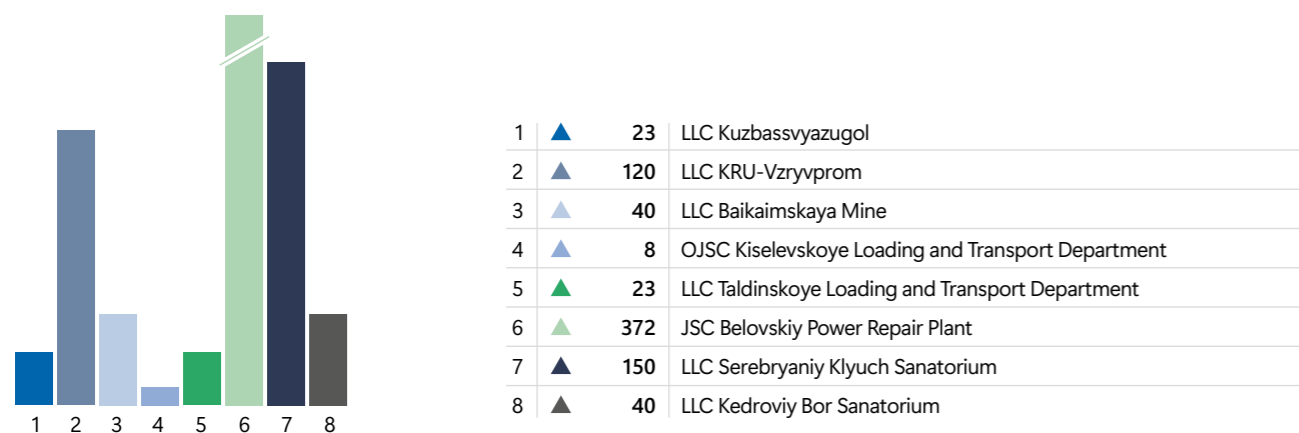 1 2 3 4 5 6 7 8
1 23 LLC Kuzbassvyazugol
2 120 LLC KRU-Vzryvprom
3 40 LLC Baikaimskaya Mine
4 8 OJSC Kiselevskoye Loading and Transport Department
5 23 LLC Taldinskoye Loading and Transport Department
6 372 JSC Belovskiy Power Repair Plant
7 150 LLC Serebryaniy Klyuch Sanatorium
8 40 LLC Kedroviy Bor Sanatorium